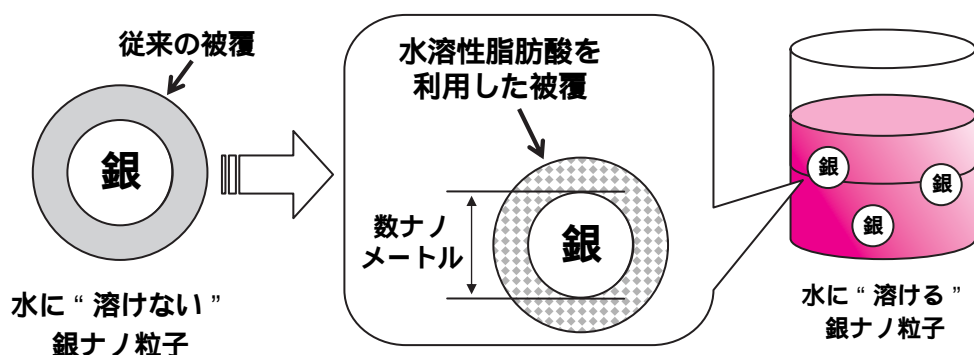 従来の被覆
銀
水に“溶けない”
銀ナノ粒子
水溶性脂肪酸を
利用した被覆
数ナノ
メートル
銀
銀
銀
銀
水に“溶ける”
銀ナノ粒子